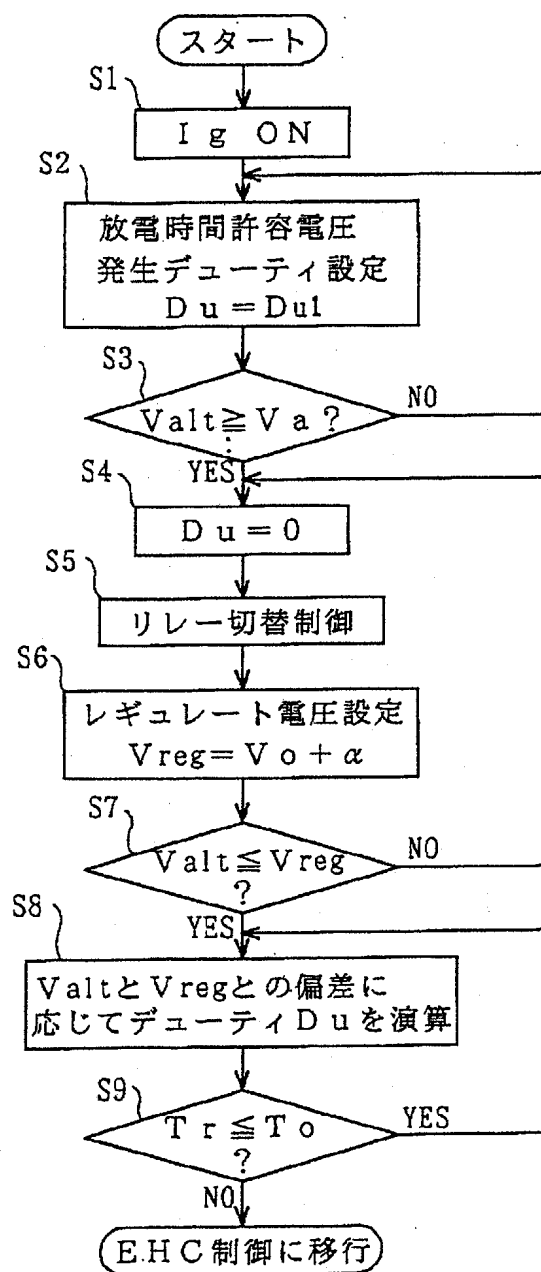 スタート
S1
Ig ON
S2
放電時間許容電圧
発生デューティ設定
Du=Du1
S3
Valt≧Va?
NO
YES
S4
Du=0
S5
リレー切替制御
S6
レギュレート電圧設定
Vreg=Vo+α
S7
Valt≦Vreg
?
NO
YES
S8
ValtとVregとの偏差に
応じてデューティDuを演算
S9
Tr≦To
?
YES
NO
EHC制御に移行